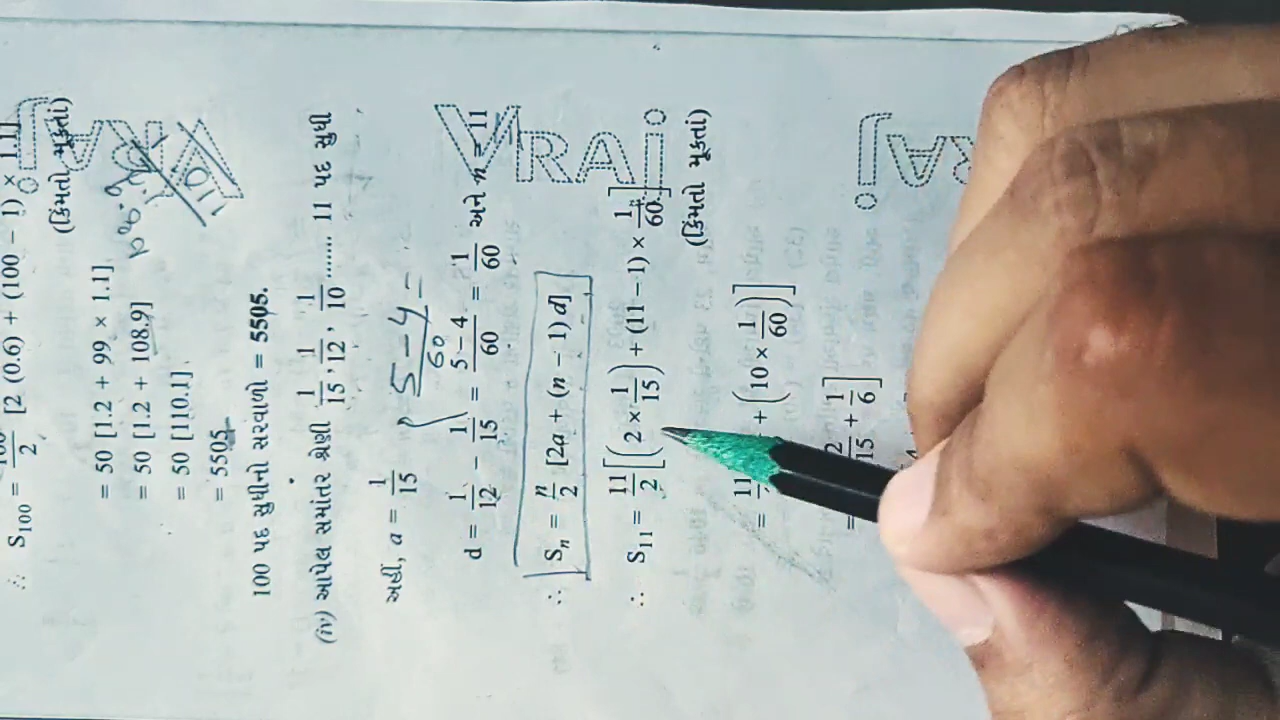 ∴ S₁₀₀ = 100/2 [2 (0.6) + (100 − 1) × 1.1]
(કિંમતો મૂકતાં)
= 50 [1.2 + 99 × 1.1]
= 50 [1.2 + 108.9]
= 50 [110.1]
= 5505
100 પદ સુધીનો સરવાળો = 5505.
(iv) આપેલ સમાંતર શ્રેણી 1/15, 1/12, 1/10 ........ 11 પદ સુધી
અહીં, a = 1/15
5−4/60
d = 1/12 − 1/15 = 5 − 4/60 = 1/60 અને n = 11
∴ Sₙ = n/2 [2a + (n − 1) d]
∴ S₁₁ = 11/2 [(2 × 1/15) + (11 − 1) × 1/60]
(કિંમતો મૂકતાં)
= 11 + (10 × 1/60)]
= 2/15 + 1/6]
VRAJ